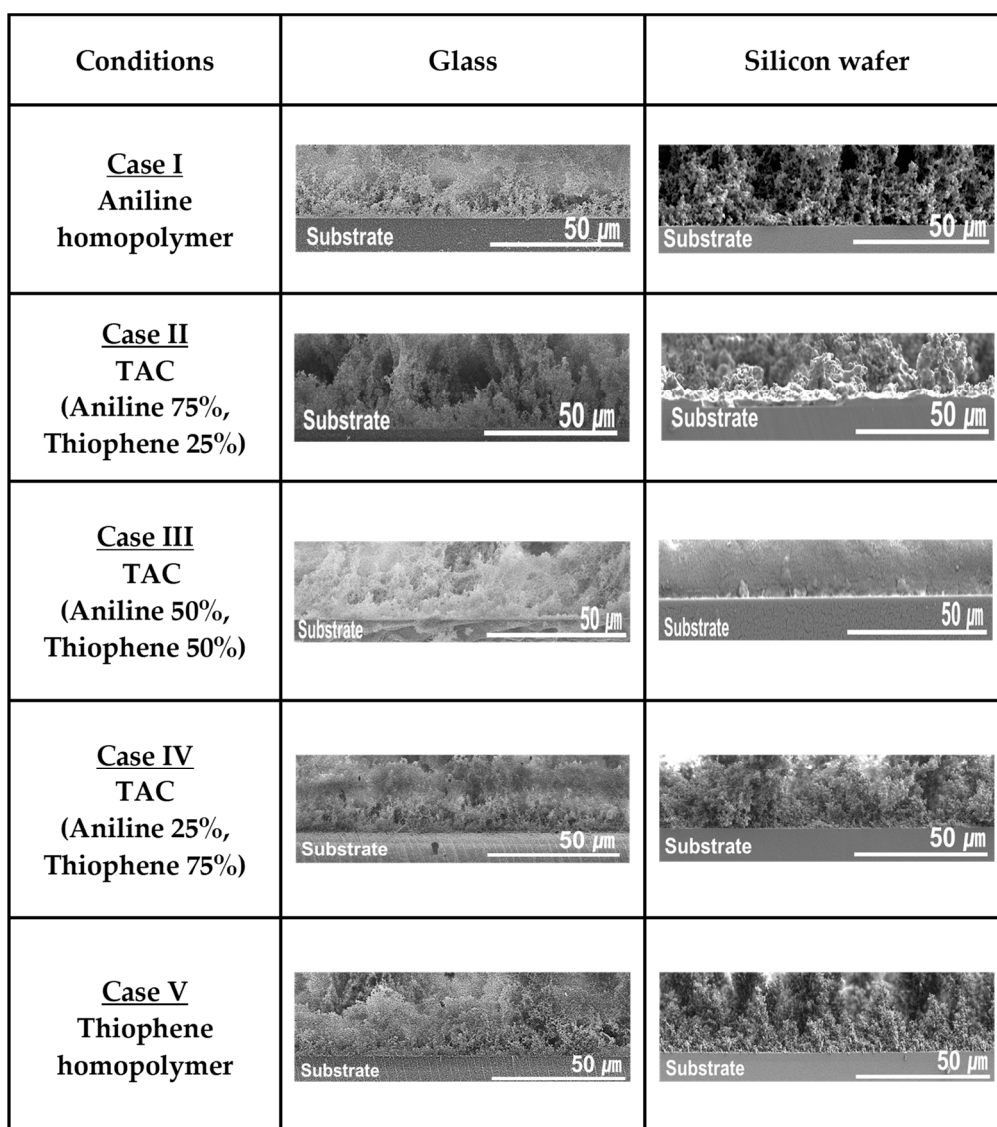 Conditions
Glass
Silicon wafer
Case I
Aniline
homopolymer
Substrate
50 µm
Substrate
50 µm
Case II
TAC
(Aniline 75%,
Thiophene 25%)
Substrate
50 µm
Substrate
50 µm
Case III
TAC
(Aniline 50%,
Thiophene 50%)
Substrate
50 µm
Substrate
50 µm
Case IV
TAC
(Aniline 25%,
Thiophene 75%)
Substrate
50 µm
Substrate
50 µm
Case V
Thiophene
homopolymer
Substrate
50 µm
Substrate
50 µm